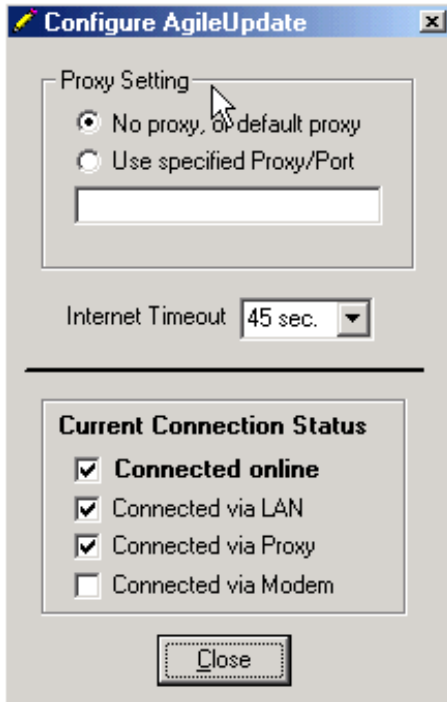 Configure AgileUpdate
Proxy Setting
No proxy, or default proxy
Use specified Proxy/Port
Internet Timeout 45 sec.
Current Connection Status
Connected online
Connected via LAN
Connected via Proxy
Connected via Modem
Close